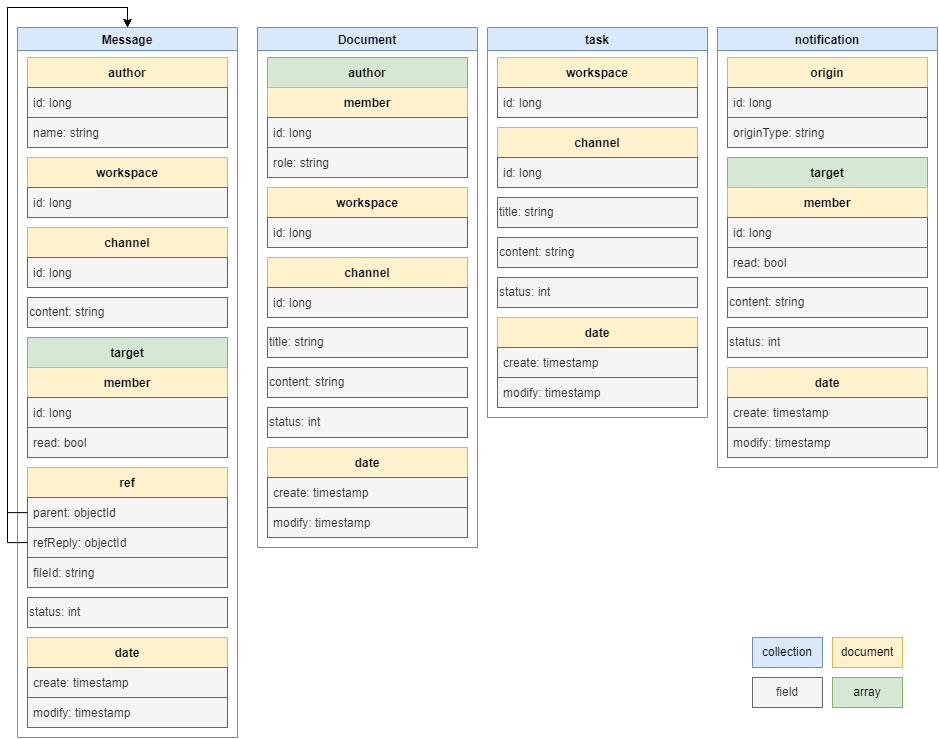 Message
author
id: long
name: string
workspace
id: long
channel
id: long
content: string
target
member
id: long
read: bool
ref
parent: objectId
refReply: objectId
fileId: string
status: int
date
create: timestamp
modify: timestamp
Document
author
member
id: long
role: string
workspace
id: long
channel
id: long
title: string
content: string
status: int
date
create: timestamp
modify: timestamp
task
workspace
id: long
channel
id: long
title: string
content: string
status: int
date
create: timestamp
modify: timestamp
notification
origin
id: long
originType: string
target
member
id: long
read: bool
content: string
status: int
date
create: timestamp
modify: timestamp
collection
document
field
array